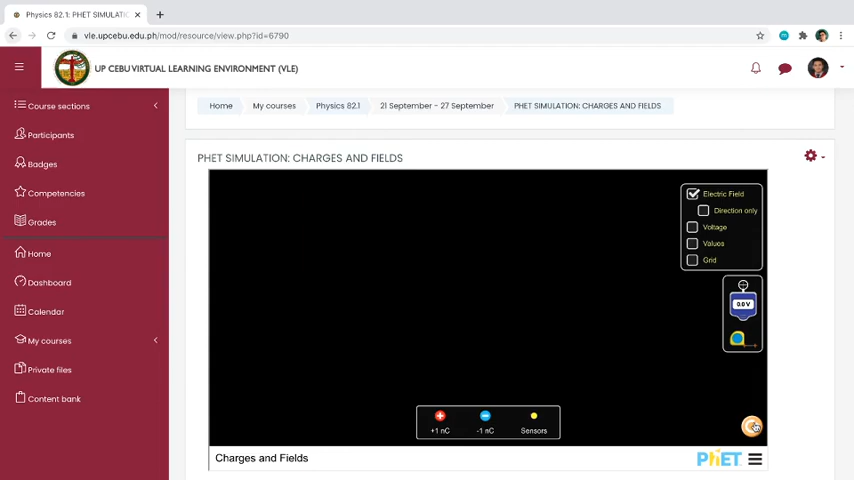 Physics 82.1: PHET SIMULATIO
vle.upcebu.edu.ph/mod/resource/view.php?id=6790
UP CEBU VIRTUAL LEARNING ENVIRONMENT (VLE)
Course sections
Participants
Badges
Competencies
Grades
Home
Dashboard
Calendar
My courses
Private files
Content bank
Home My courses Physics 82.1 21 September - 27 September PHET SIMULATION: CHARGES AND FIELDS
PHET SIMULATION: CHARGES AND FIELDS
Electric Field
Direction only
Voltage
Values
Grid
0.0 V
+1 nC -1 nC Sensors
Charges and Fields
PhET